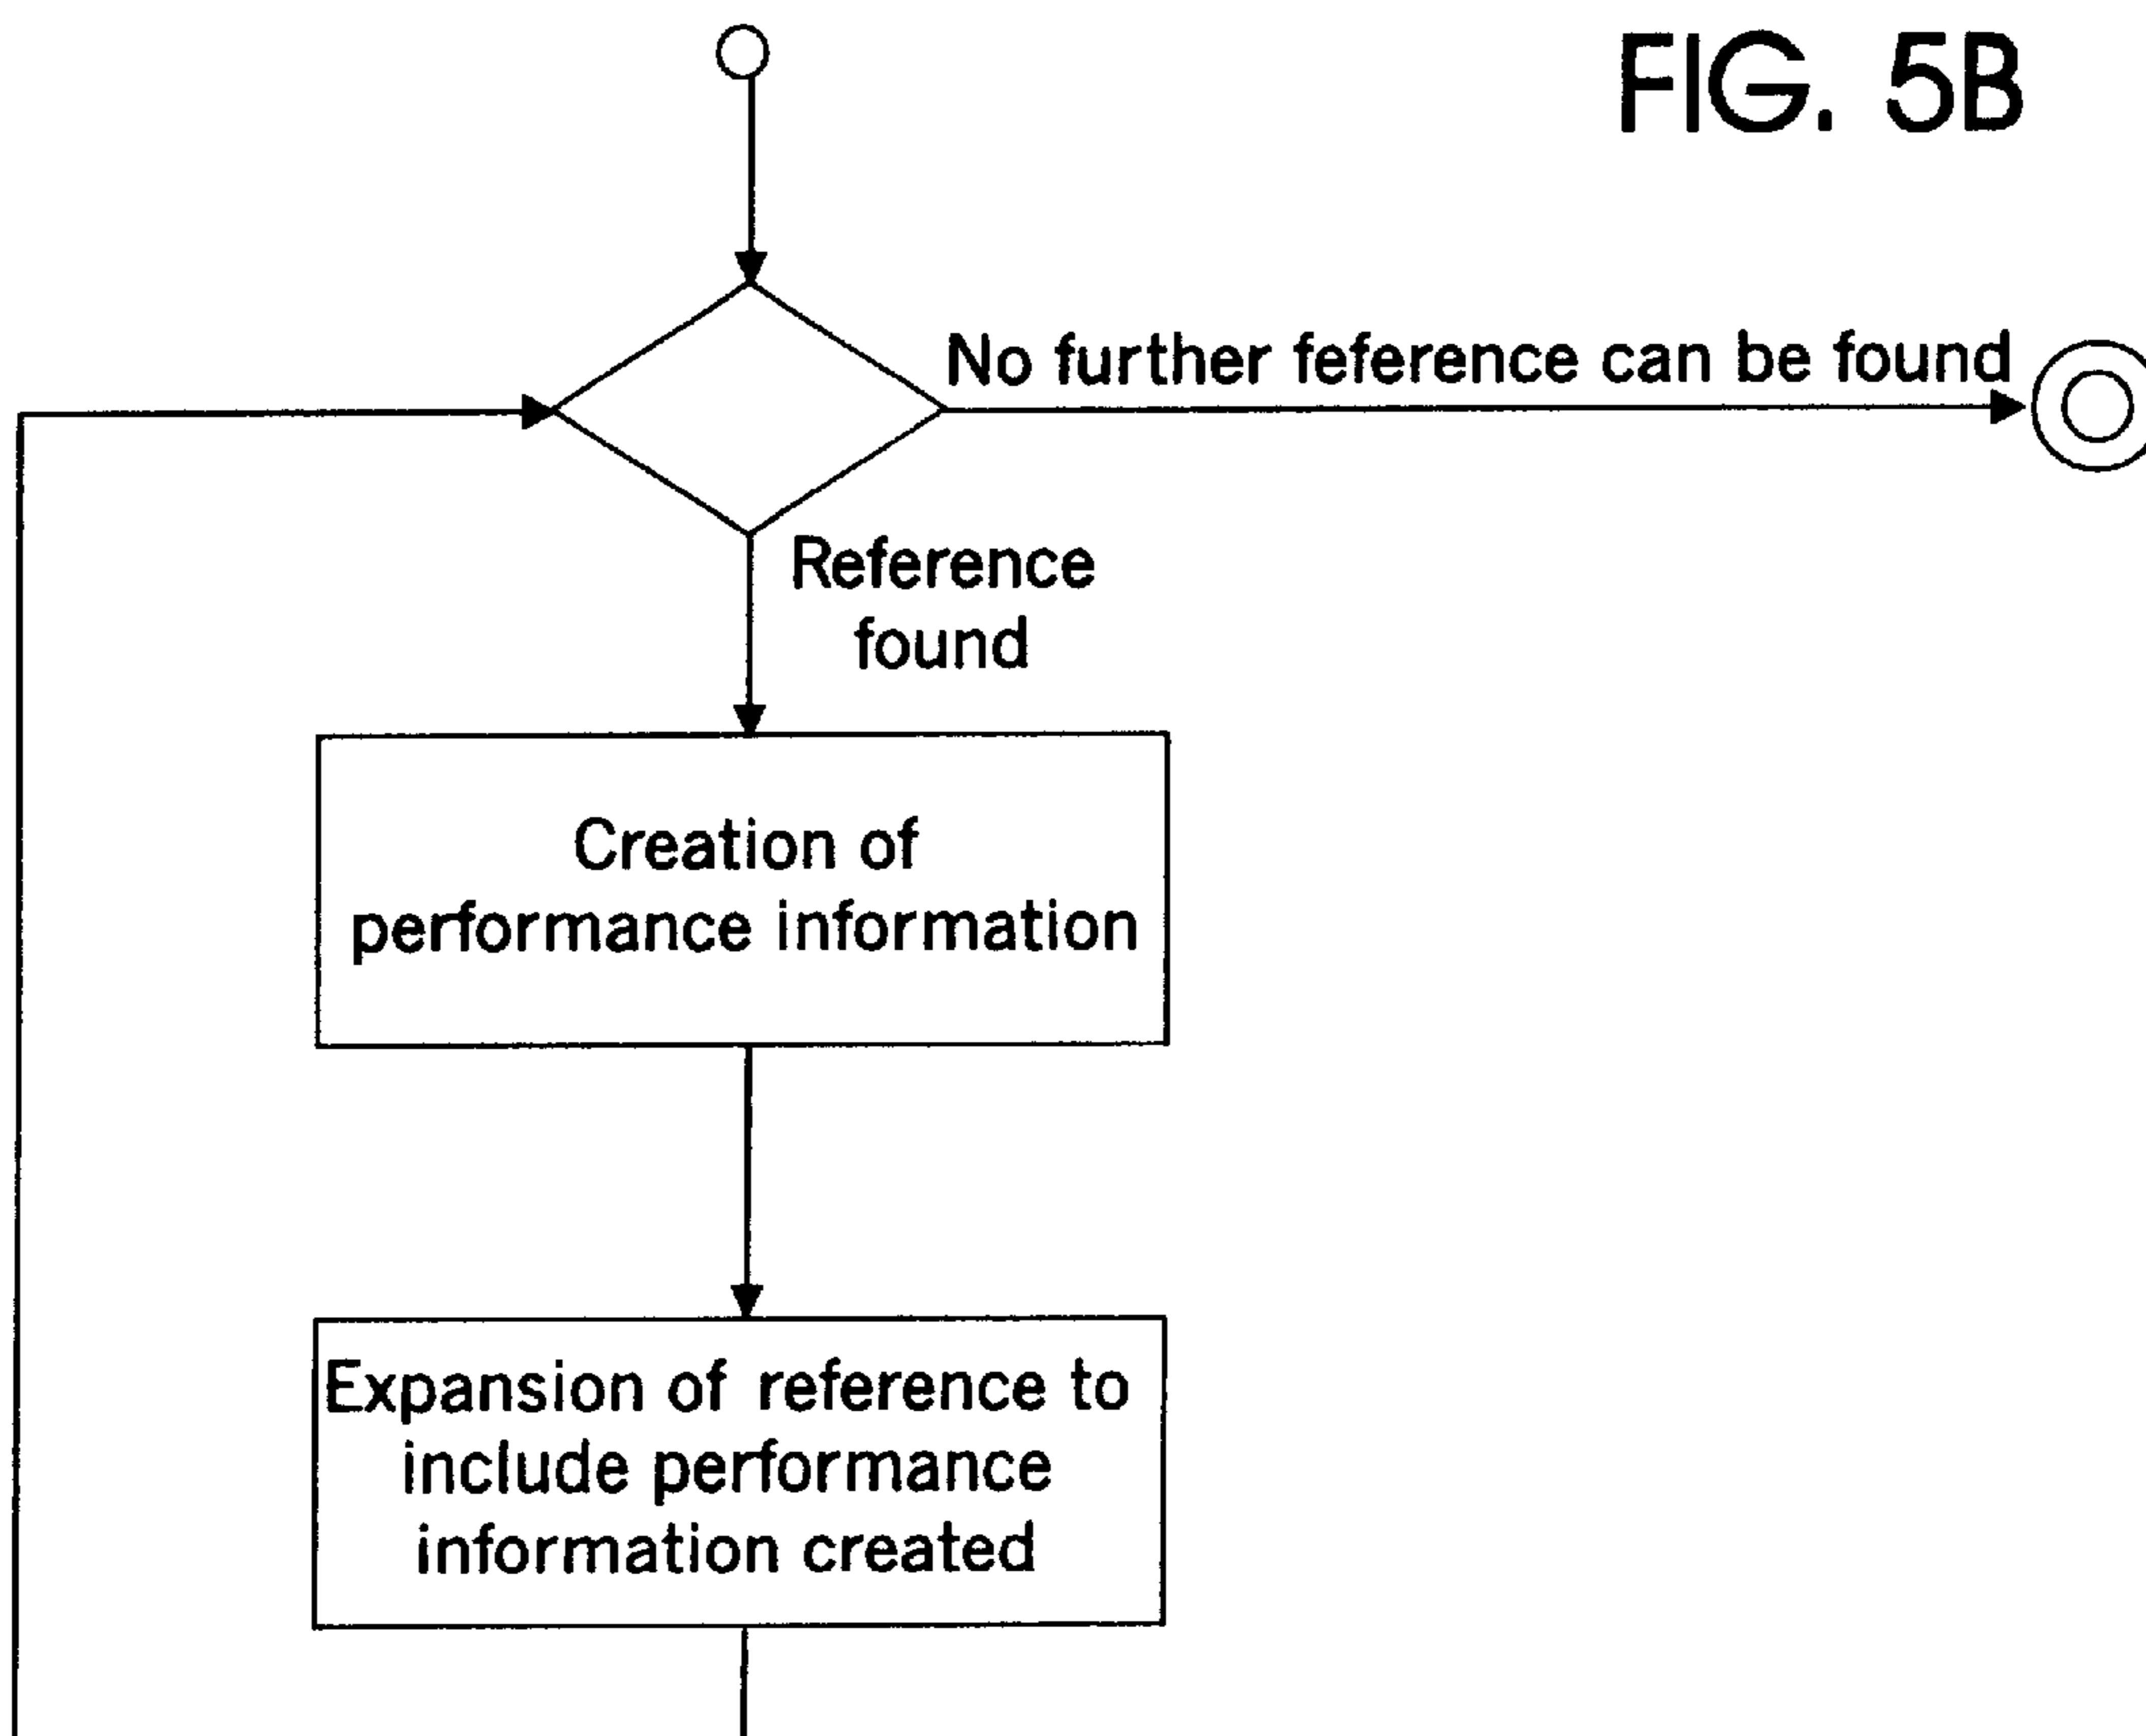 FIG. 5B
No further feference can be found
Reference
found
Creation of
performance information
Expansion of reference to
include performance
information created